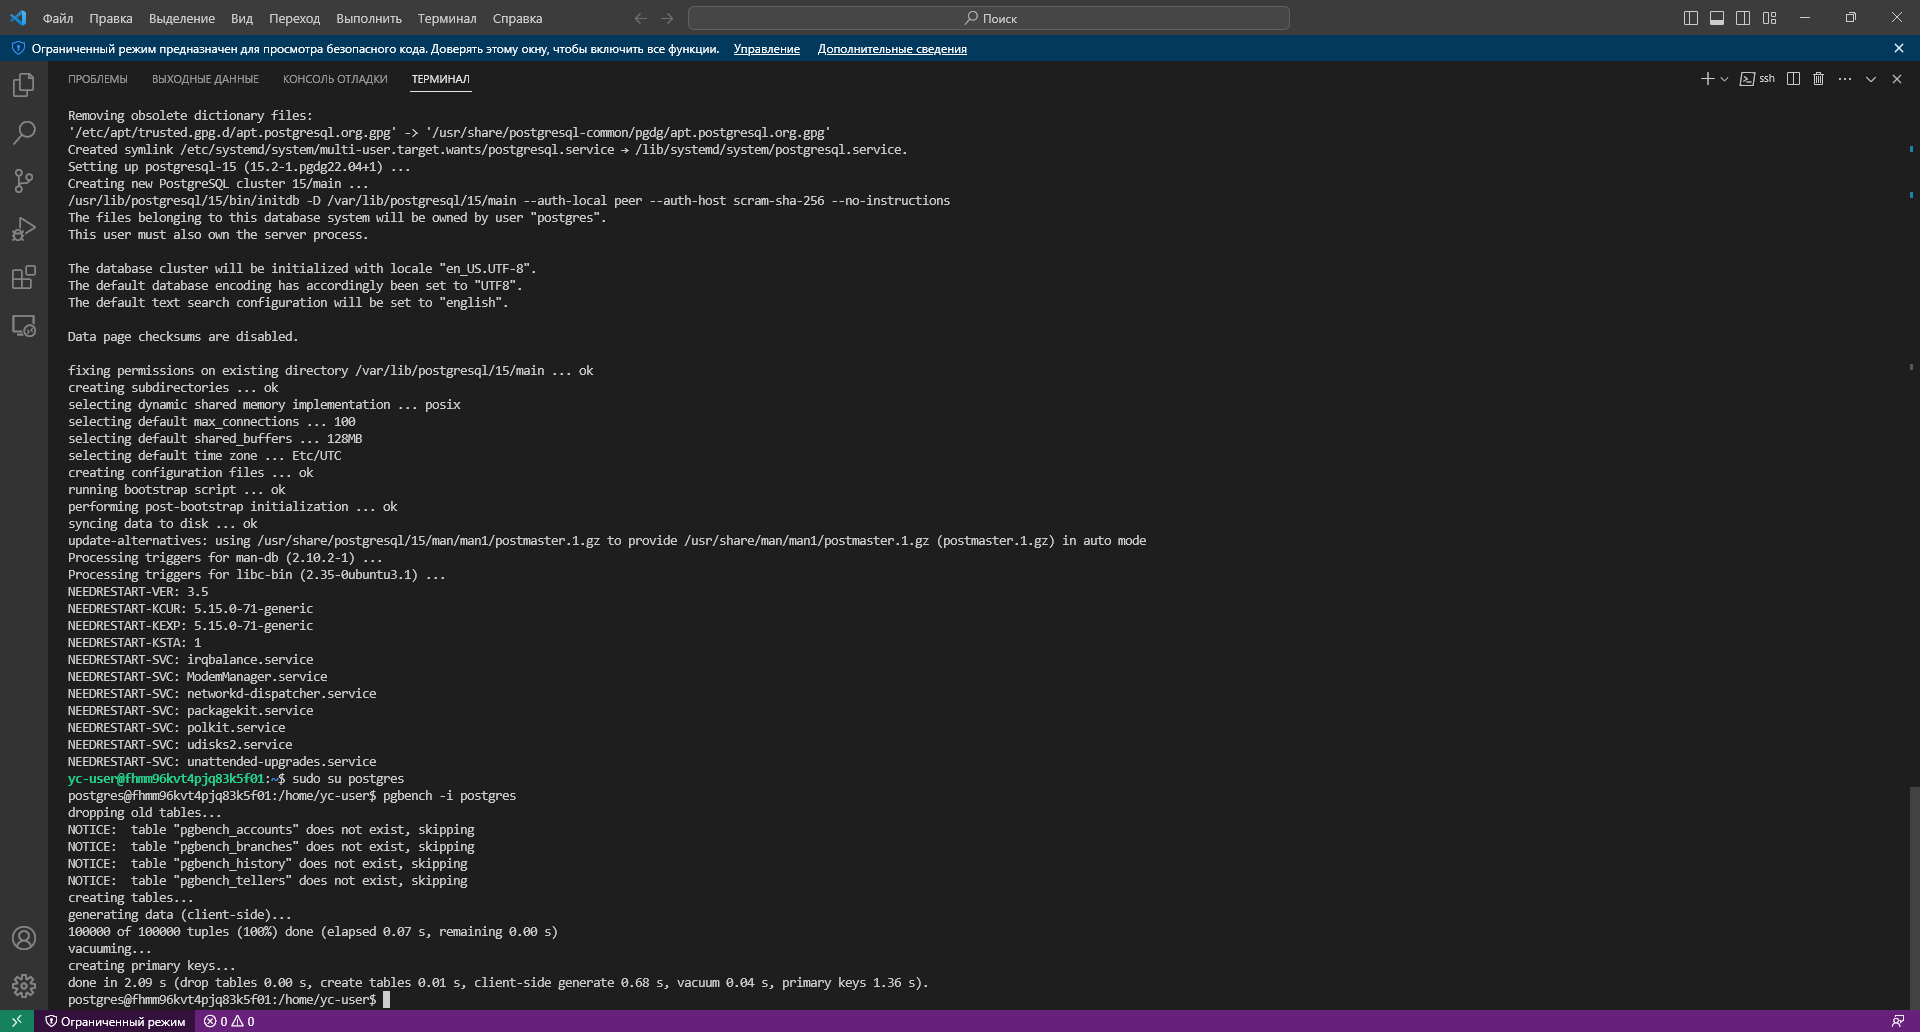 Файл Правка Выделение Вид Переход Выполнить Терминал Справка Поиск
Ограниченный режим предназначен для просмотра безопасного кода. Доверять этому окну, чтобы включить все функции. Управление Дополнительные сведения
ПРОБЛЕМЫ ВЫХОДНЫЕ ДАННЫЕ КОНСОЛЬ ОТЛАДКИ ТЕРМИНАЛ ssh
Removing obsolete dictionary files:
'/etc/apt/trusted.gpg.d/apt.postgresql.org.gpg' -> '/usr/share/postgresql-common/pgdg/apt.postgresql.org.gpg'
Created symlink /etc/systemd/system/multi-user.target.wants/postgresql.service → /lib/systemd/system/postgresql.service.
Setting up postgresql-15 (15.2-1.pgdg22.04+1) ...
Creating new PostgreSQL cluster 15/main ...
/usr/lib/postgresql/15/bin/initdb -D /var/lib/postgresql/15/main --auth-local peer --auth-host scram-sha-256 --no-instructions
The files belonging to this database system will be owned by user "postgres".
This user must also own the server process.
The database cluster will be initialized with locale "en_US.UTF-8".
The default database encoding has accordingly been set to "UTF8".
The default text search configuration will be set to "english".
Data page checksums are disabled.
fixing permissions on existing directory /var/lib/postgresql/15/main ... ok
creating subdirectories ... ok
selecting dynamic shared memory implementation ... posix
selecting default max_connections ... 100
selecting default shared_buffers ... 128MB
selecting default time zone ... Etc/UTC
creating configuration files ... ok
running bootstrap script ... ok
performing post-bootstrap initialization ... ok
syncing data to disk ... ok
update-alternatives: using /usr/share/postgresql/15/man/man1/postmaster.1.gz to provide /usr/share/man/man1/postmaster.1.gz (postmaster.1.gz) in auto mode
Processing triggers for man-db (2.10.2-1) ...
Processing triggers for libc-bin (2.35-0ubuntu3.1) ...
NEEDRESTART-VER: 3.5
NEEDRESTART-KCUR: 5.15.0-71-generic
NEEDRESTART-KEXP: 5.15.0-71-generic
NEEDRESTART-KSTA: 1
NEEDRESTART-SVC: irqbalance.service
NEEDRESTART-SVC: ModemManager.service
NEEDRESTART-SVC: networkd-dispatcher.service
NEEDRESTART-SVC: packagekit.service
NEEDRESTART-SVC: polkit.service
NEEDRESTART-SVC: udisks2.service
NEEDRESTART-SVC: unattended-upgrades.service
yc-user@fhmm96kvt4pjq83k5f01:~$ sudo su postgres
postgres@fhmm96kvt4pjq83k5f01:/home/yc-user$ pgbench -i postgres
dropping old tables...
NOTICE:  table "pgbench_accounts" does not exist, skipping
NOTICE:  table "pgbench_branches" does not exist, skipping
NOTICE:  table "pgbench_history" does not exist, skipping
NOTICE:  table "pgbench_tellers" does not exist, skipping
creating tables...
generating data (client-side)...
100000 of 100000 tuples (100%) done (elapsed 0.07 s, remaining 0.00 s)
vacuuming...
creating primary keys...
done in 2.09 s (drop tables 0.00 s, create tables 0.01 s, client-side generate 0.68 s, vacuum 0.04 s, primary keys 1.36 s).
postgres@fhmm96kvt4pjq83k5f01:/home/yc-user$
Ограниченный режим 0 0